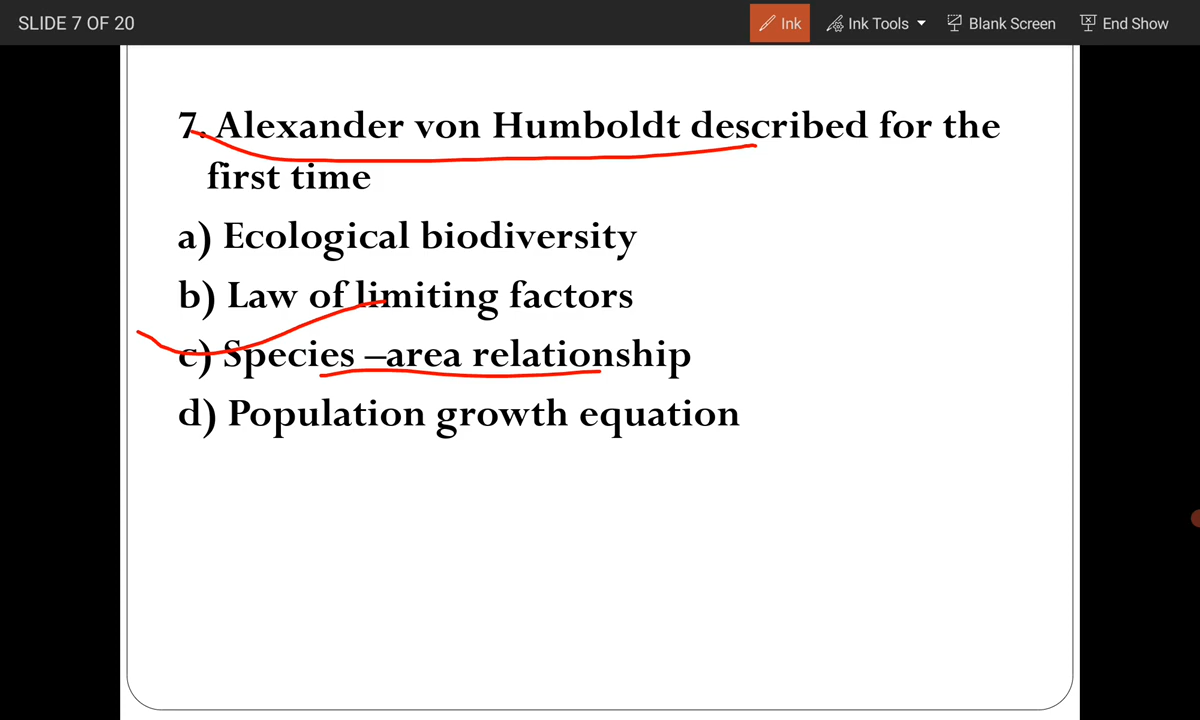 SLIDE 7 OF 20
Ink
Ink Tools
Blank Screen
End Show
7. Alexander von Humboldt described for the
first time
a) Ecological biodiversity
b) Law of limiting factors
c) Species –area relationship
d) Population growth equation